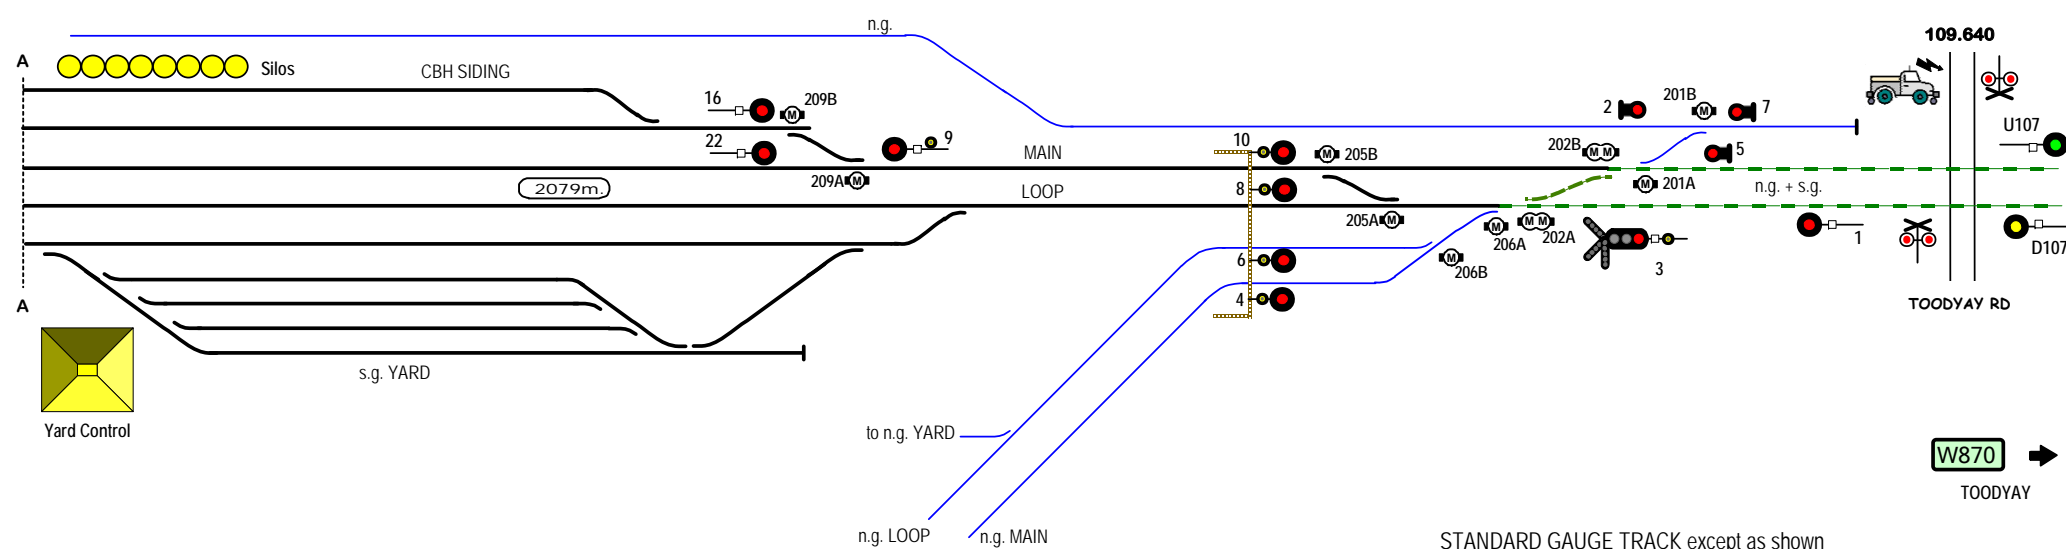 n.g.
109.640
A
Silos
CBH SIDING
16
209B
2
201B
7
U107
22
9
10
MAIN
205B
202B
5
209A
2079m.
LOOP
8
201A
n.g. + s.g.
205A
206A
202A
1
D107
6
206B
3
A
4
TOODYAY RD
s.g. YARD
Yard Control
to n.g. YARD
W870
TOODYAY
n.g. LOOP
n.g. MAIN
STANDARD GAUGE TRACK except as shown
M
M
M
M M
M
M
M
M M
M
M